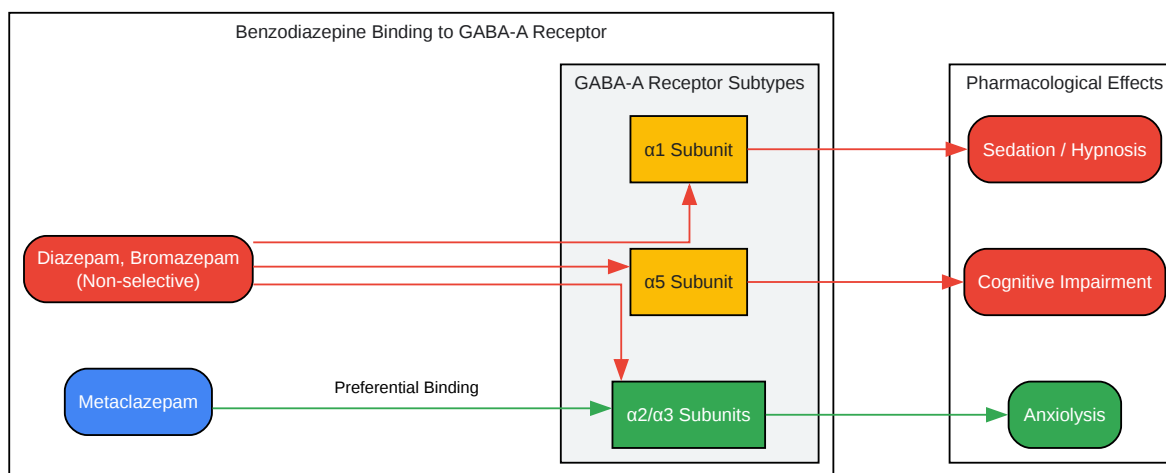 Benzodiazepine Binding to GABA-A Receptor
GABA-A Receptor Subtypes
Pharmacological Effects
α1 Subunit
Sedation / Hypnosis
Diazepam, Bromazepam
(Non-selective)
α5 Subunit
Cognitive Impairment
Metaclazepam
Preferential Binding
α2/α3 Subunits
Anxiolysis